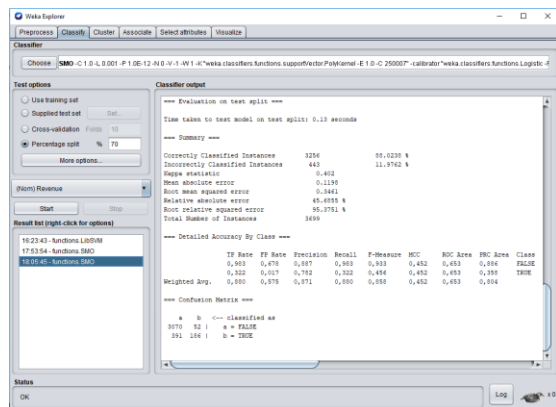 Weka Explorer
Preprocess Classify Cluster Associate Select attributes Visualize
Classifier
Choose SMO -C 1.0 -L 0.001 -P 1.0E-12 -N 0 -V -1 -W 1 -K "weka.classifiers.functions.supportVector.PolyKernel -E 1.0 -C 250007" -calibrator "weka.classifiers.functions.Logistic -R
Test options
Use training set
Supplied test set Set...
Cross-validation Folds 10
Percentage split % 70
More options...
(Nom) Revenue
Start Stop
Result list (right-click for options)
16:23:43 - functions.LibSVM
17:53:54 - functions.SMO
18:05:45 - functions.SMO
Classifier output
=== Evaluation on test split ===
Time taken to test model on test split: 0.13 seconds
=== Summary ===
Correctly Classified Instances 3256 88.0238 %
Incorrectly Classified Instances 443 11.9762 %
Kappa statistic 0.402
Mean absolute error 0.1198
Root mean squared error 0.3461
Relative absolute error 45.6855 %
Root relative squared error 95.3751 %
Total Number of Instances 3699
=== Detailed Accuracy By Class ===
TP Rate FP Rate Precision Recall F-Measure MCC ROC Area PRC Area Class
0,983 0,678 0,887 0,983 0,933 0,452 0,653 0,886 FALSE
0,322 0,017 0,782 0,322 0,456 0,452 0,653 0,358 TRUE
Weighted Avg. 0,880 0,575 0,871 0,880 0,858 0,452 0,653 0,804
=== Confusion Matrix ===
a b <-- classified as
3070 52 | a = FALSE
391 186 | b = TRUE
Status
OK
Log
x 0